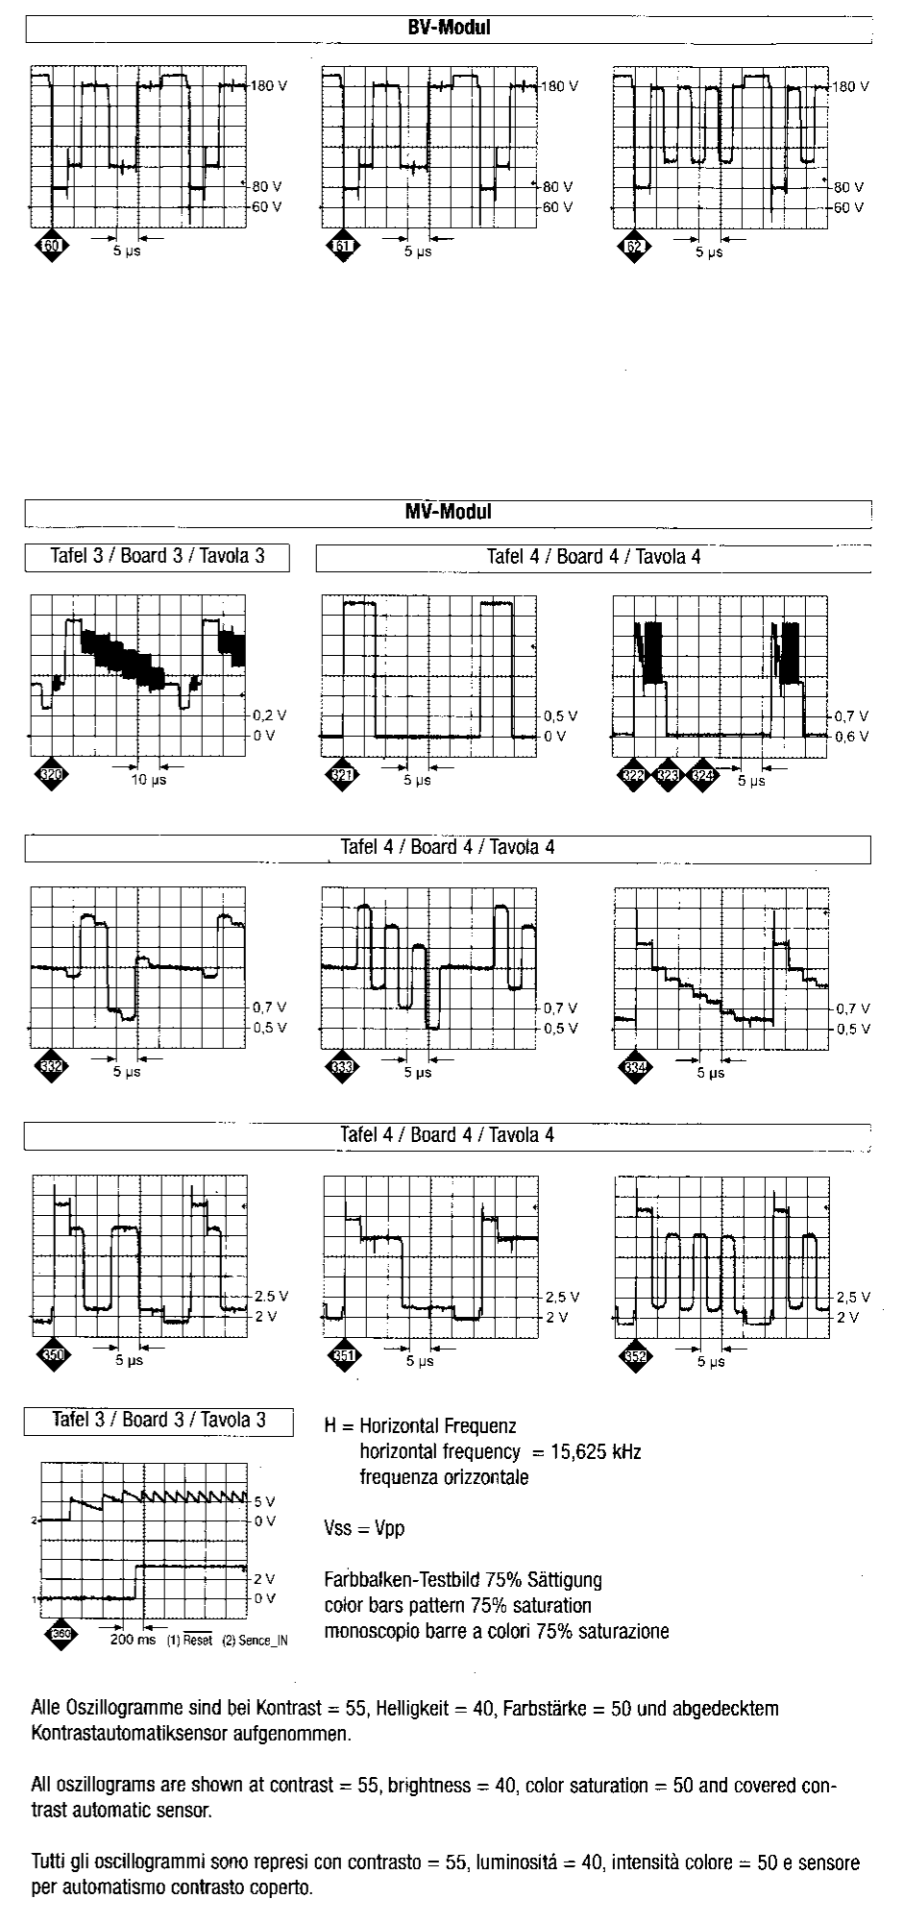 BV-Modul
180 V
80 V
60 V
60
5 µs
180 V
80 V
60 V
61
5 µs
180 V
80 V
60 V
62
5 µs
MV-Modul
Tafel 3 / Board 3 / Tavola 3
Tafel 4 / Board 4 / Tavola 4
0,2 V
0 V
320
10 µs
0,5 V
0 V
321
5 µs
0,7 V
0,6 V
322 323 324
5 µs
Tafel 4 / Board 4 / Tavola 4
0,7 V
0,5 V
332
5 µs
0,7 V
0,5 V
333
5 µs
0,7 V
0,5 V
334
5 µs
Tafel 4 / Board 4 / Tavola 4
2.5 V
2 V
350
5 µs
2,5 V
2 V
351
5 µs
2,5 V
2 V
352
5 µs
Tafel 3 / Board 3 / Tavola 3
5 V
2
0 V
2 V
1
0 V
360
200 ms (1) Reset (2) Sence_IN
H = Horizontal Frequenz
horizontal frequency = 15,625 kHz
frequenza orizzontale
Vss = Vpp
Farbbalken-Testbild 75% Sättigung
color bars pattern 75% saturation
monoscopio barre a colori 75% saturazione
Alle Oszillogramme sind bei Kontrast = 55, Helligkeit = 40, Farbstärke = 50 und abgedecktem
Kontrastautomatiksensor aufgenommen.
All oszillograms are shown at contrast = 55, brightness = 40, color saturation = 50 and covered con-
trast automatic sensor.
Tutti gli oscillogrammi sono represi con contrasto = 55, luminositá = 40, intensità colore = 50 e sensore
per automatismo contrasto coperto.